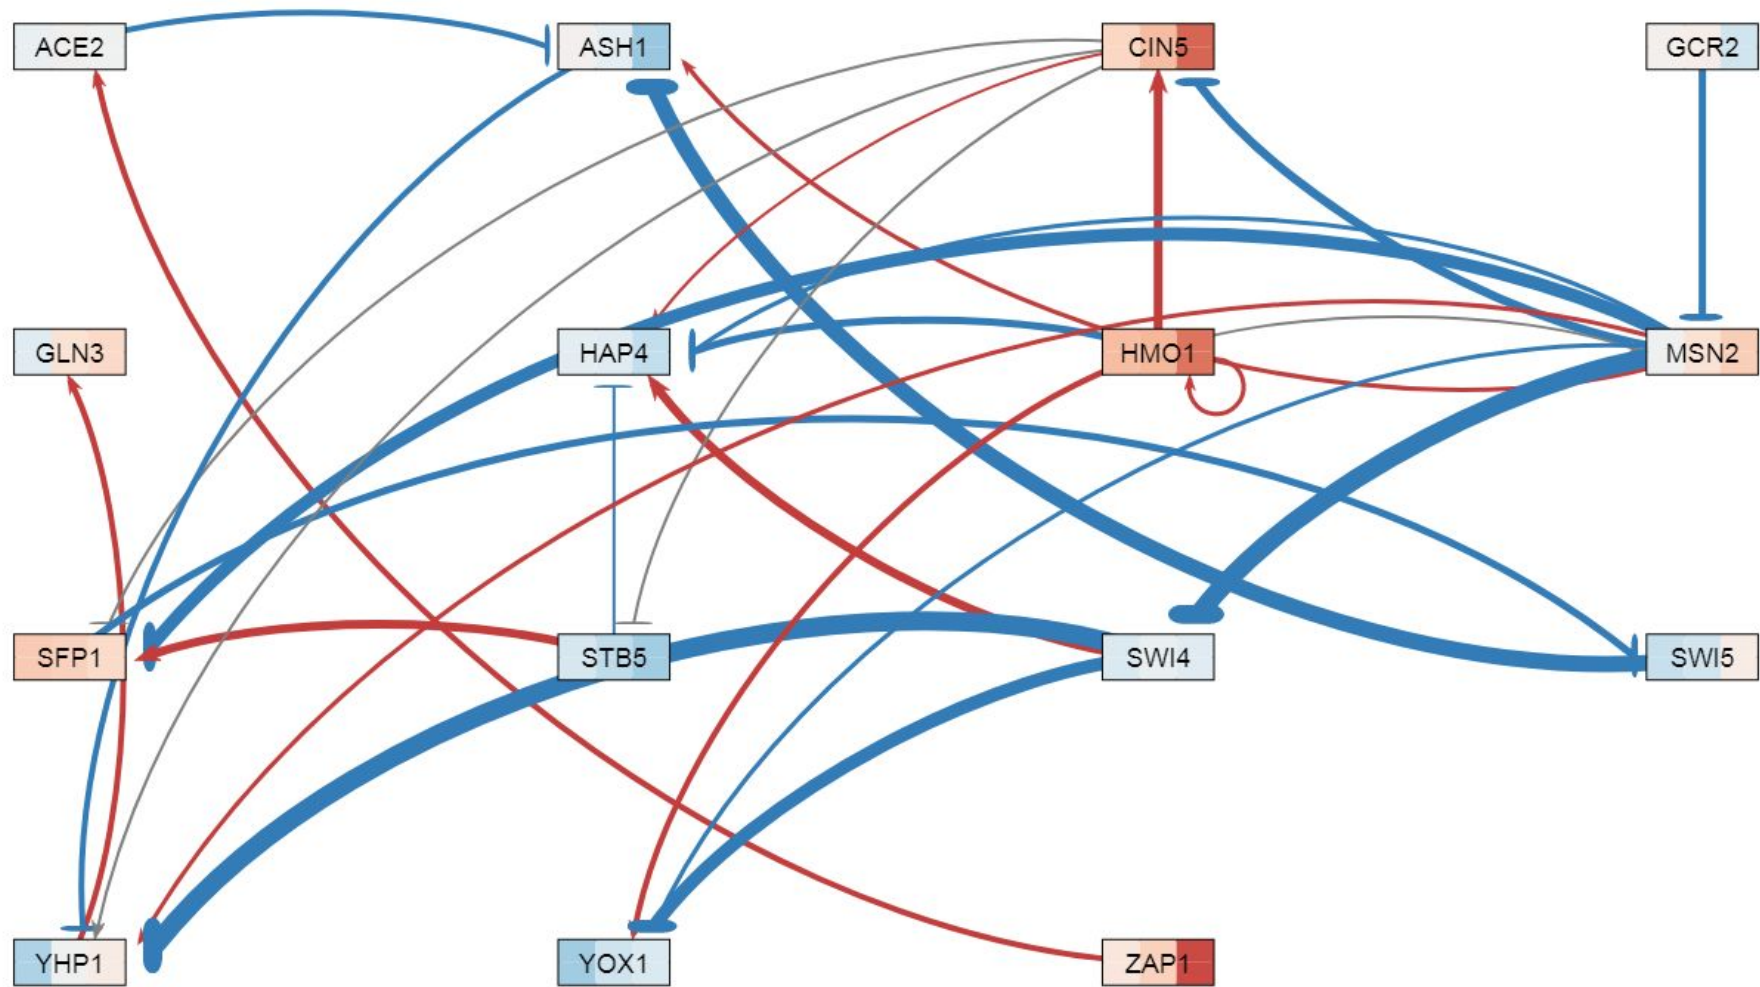 ACE2 ASH1 CIN5 GCR2
GLN3 HAP4 HMO1 MSN2
SFP1 STB5 SWI4 SWI5
YHP1 YOX1 ZAP1